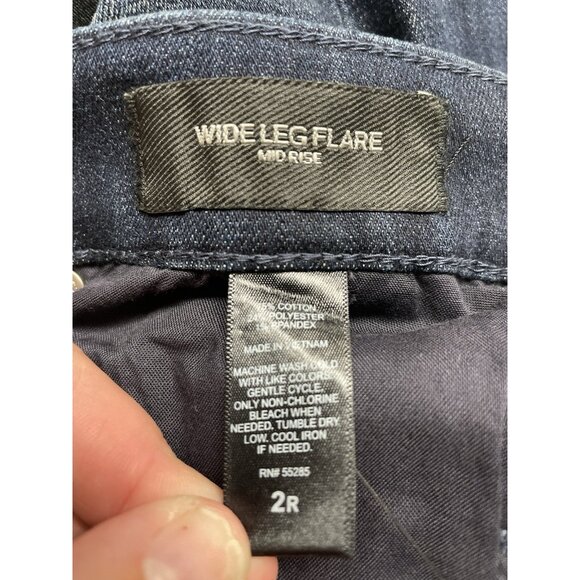 WIDE LEG FLARE
MID RISE
COTTON
POLYESTER
SPANDEX
MADE IN VIETNAM
MACHINE WASH COLD
WITH LIKE COLORS.
GENTLE CYCLE.
ONLY NON-CHLORINE
BLEACH WHEN
NEEDED. TUMBLE DRY
LOW. COOL IRON
IF NEEDED.
RN# 55285
2R